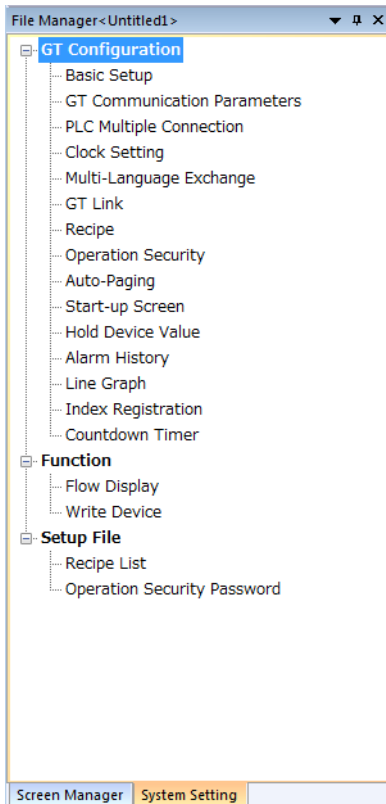 File Manager<Untitled1>
GT Configuration
Basic Setup
GT Communication Parameters
PLC Multiple Connection
Clock Setting
Multi-Language Exchange
GT Link
Recipe
Operation Security
Auto-Paging
Start-up Screen
Hold Device Value
Alarm History
Line Graph
Index Registration
Countdown Timer
Function
Flow Display
Write Device
Setup File
Recipe List
Operation Security Password
Screen Manager System Setting